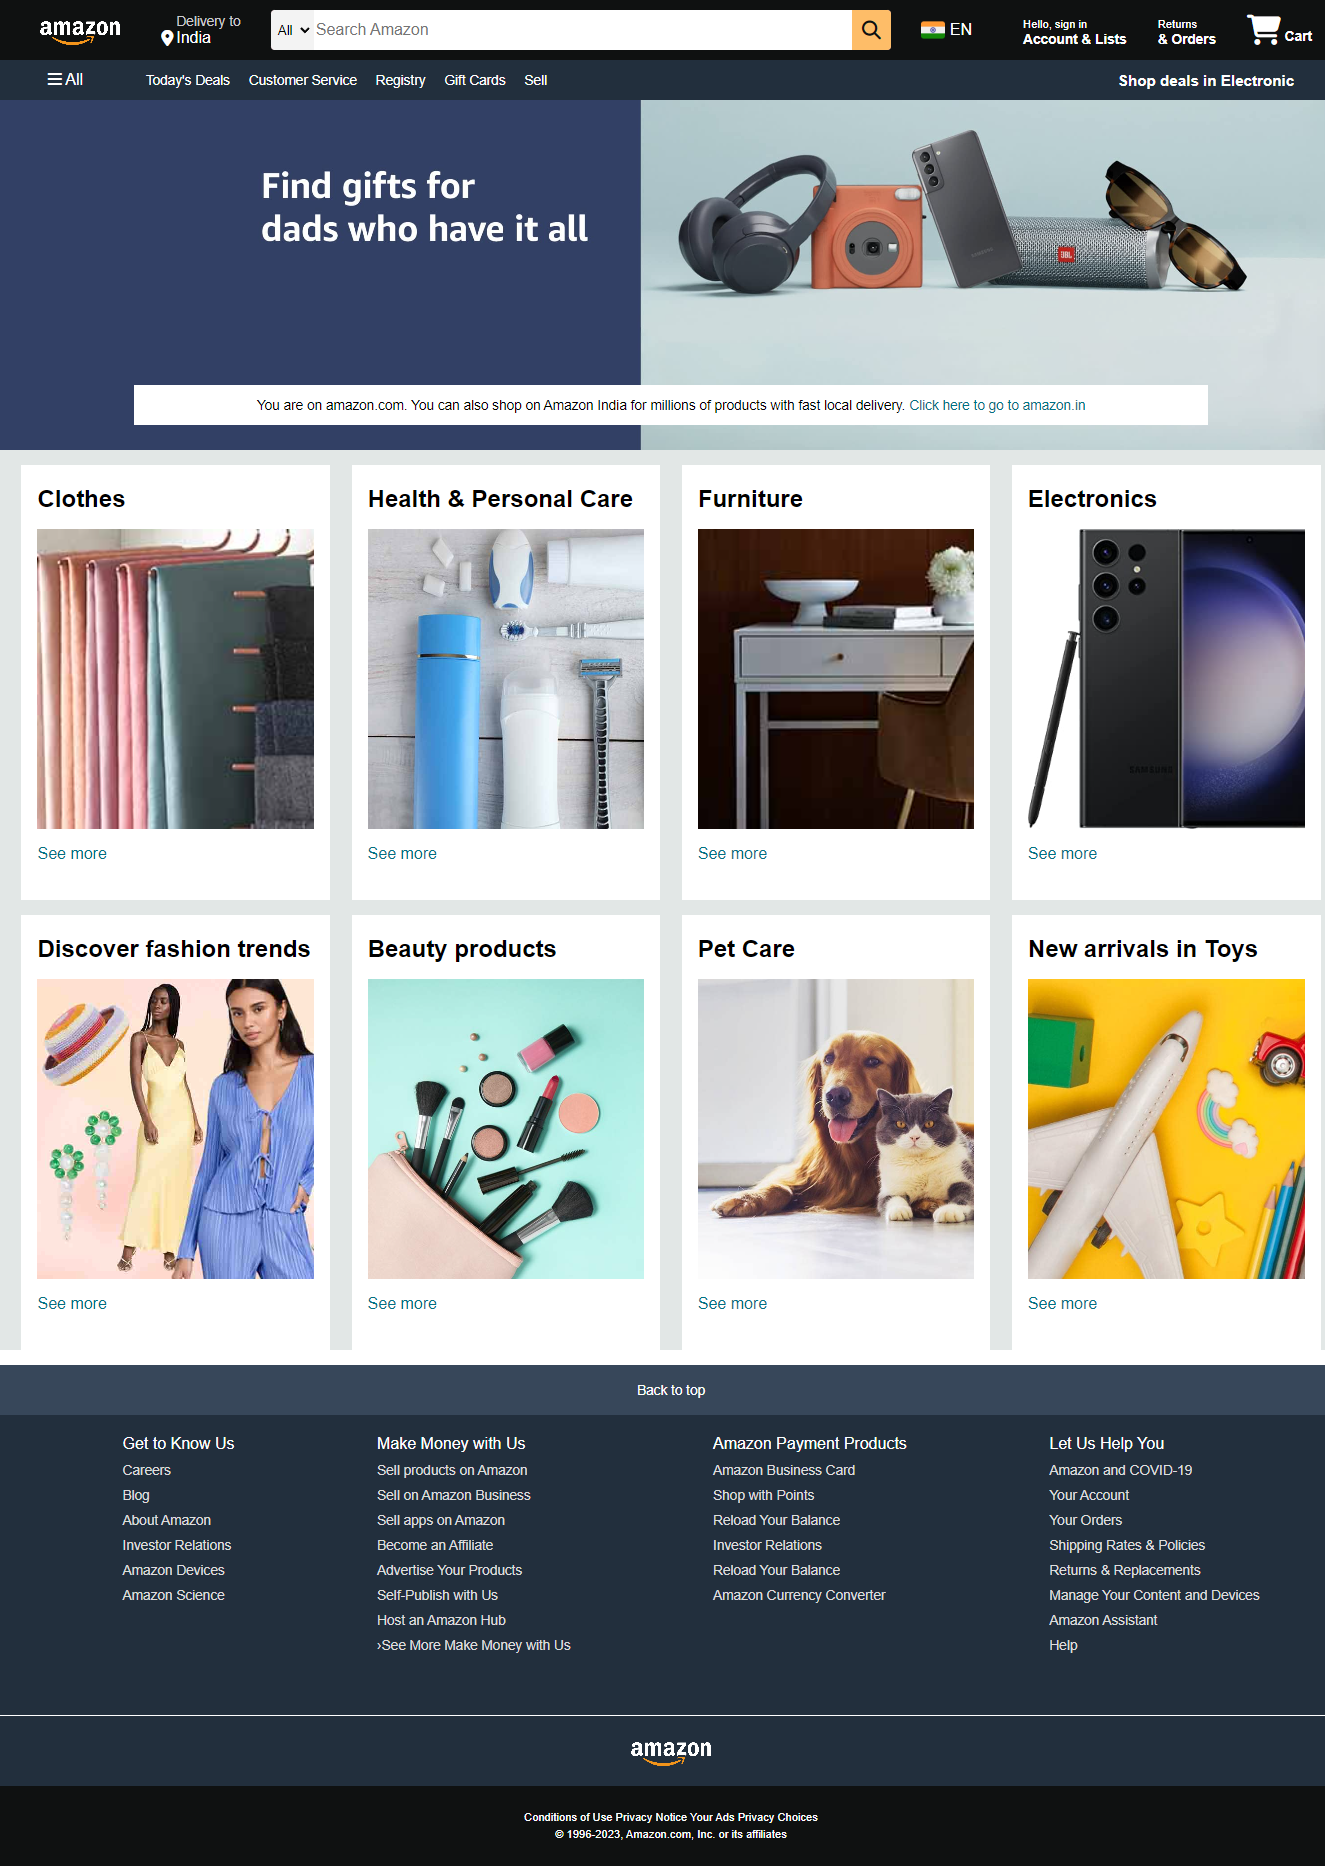 amazon
Delivery to
India
All
Search Amazon
EN
Hello, sign in
Account & Lists
Returns
& Orders
Cart
All
Today's Deals
Customer Service
Registry
Gift Cards
Sell
Shop deals in Electronic
Find gifts for
dads who have it all
SAMSUNG
JBL
You are on amazon.com. You can also shop on Amazon India for millions of products with fast local delivery. Click here to go to amazon.in
Clothes
Health & Personal Care
Furniture
Electronics
SAMSUNG
See more
See more
See more
See more
Discover fashion trends
Beauty products
Pet Care
New arrivals in Toys
See more
See more
See more
See more
Back to top
Get to Know Us
Careers
Blog
About Amazon
Investor Relations
Amazon Devices
Amazon Science
Make Money with Us
Sell products on Amazon
Sell on Amazon Business
Sell apps on Amazon
Become an Affiliate
Advertise Your Products
Self-Publish with Us
Host an Amazon Hub
›See More Make Money with Us
Amazon Payment Products
Amazon Business Card
Shop with Points
Reload Your Balance
Investor Relations
Reload Your Balance
Amazon Currency Converter
Let Us Help You
Amazon and COVID-19
Your Account
Your Orders
Shipping Rates & Policies
Returns & Replacements
Manage Your Content and Devices
Amazon Assistant
Help
amazon
Conditions of Use Privacy Notice Your Ads Privacy Choices
© 1996-2023, Amazon.com, Inc. or its affiliates